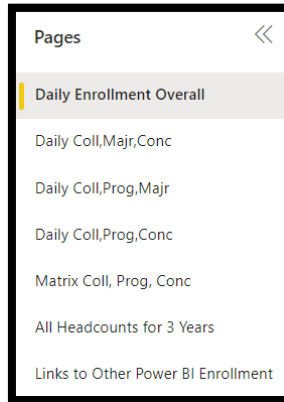 Pages
Daily Enrollment Overall
Daily Coll,Majr,Conc
Daily Coll,Prog,Majr
Daily Coll,Prog,Conc
Matrix Coll, Prog, Conc
All Headcounts for 3 Years
Links to Other Power BI Enrollment